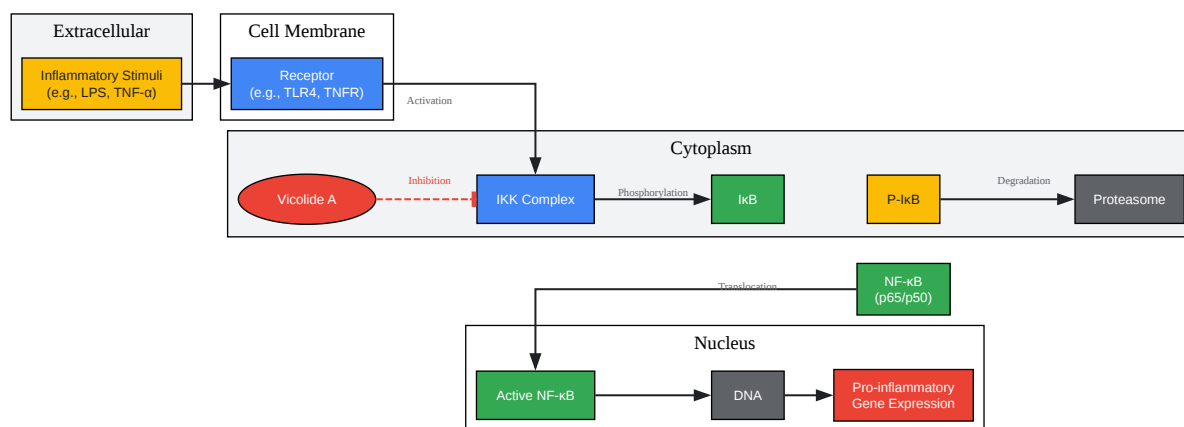 Extracellular
Inflammatory Stimuli
(e.g., LPS, TNF-α)
Cell Membrane
Receptor
(e.g., TLR4, TNFR)
Activation
Cytoplasm
Vicolide A
Inhibition
IKK Complex
Phosphorylation
IκB
P-IκB
Degradation
Proteasome
NF-κB
(p65/p50)
Translocation
Nucleus
Active NF-κB
DNA
Pro-inflammatory
Gene Expression